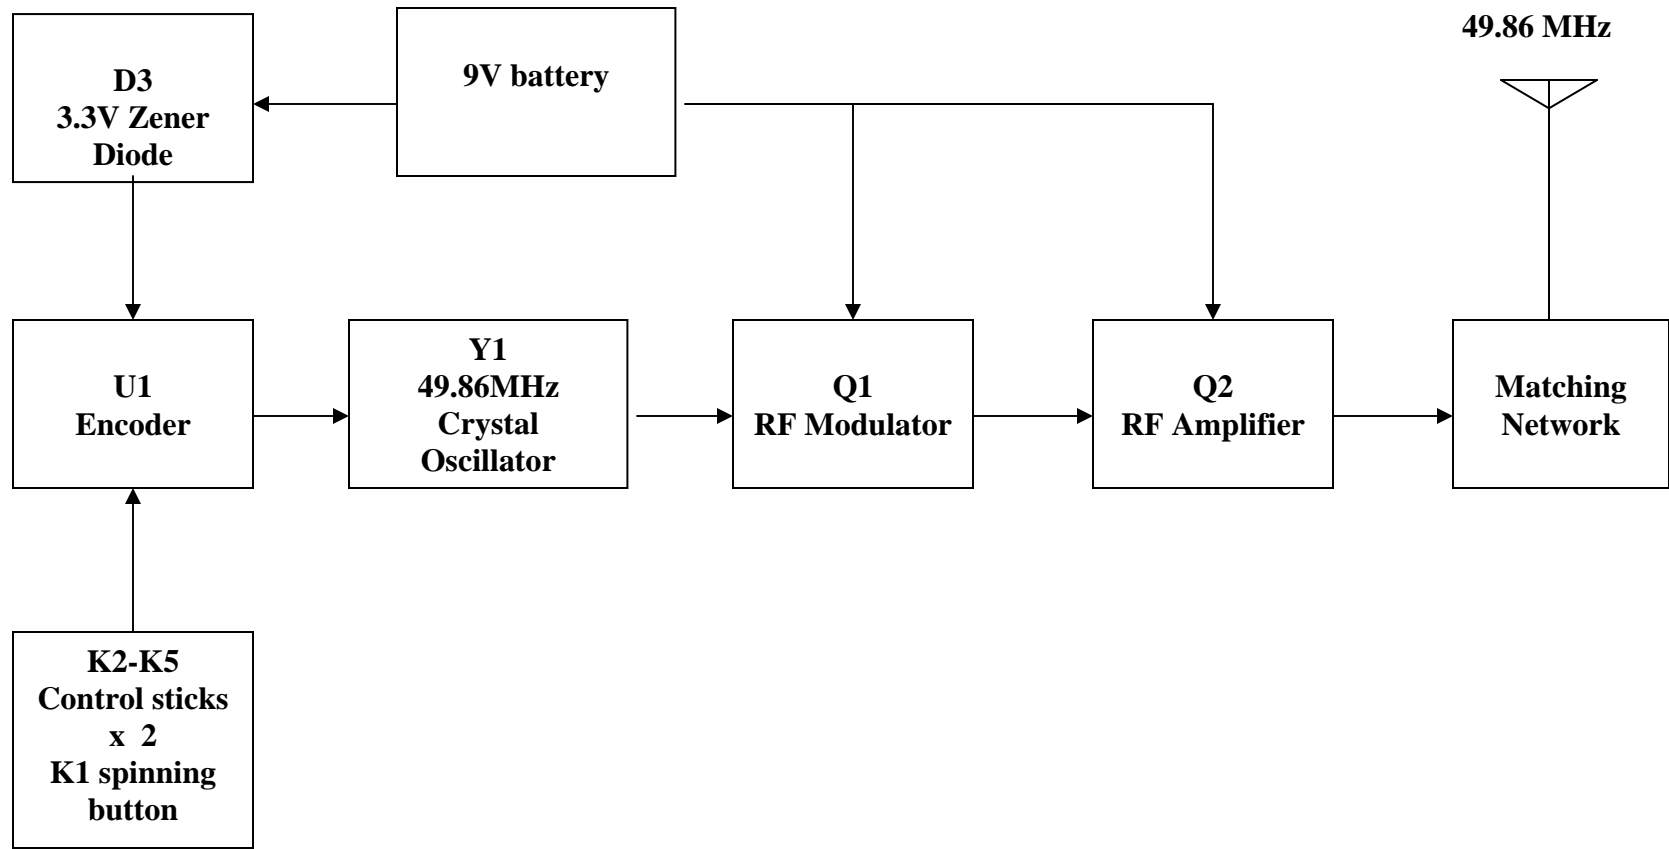 D3
3.3V Zener
Diode
9V battery
49.86 MHz
U1
Encoder
Y1
49.86MHz
Crystal
Oscillator
Q1
RF Modulator
Q2
RF Amplifier
Matching
Network
K2-K5
Control sticks
x 2
K1 spinning
button